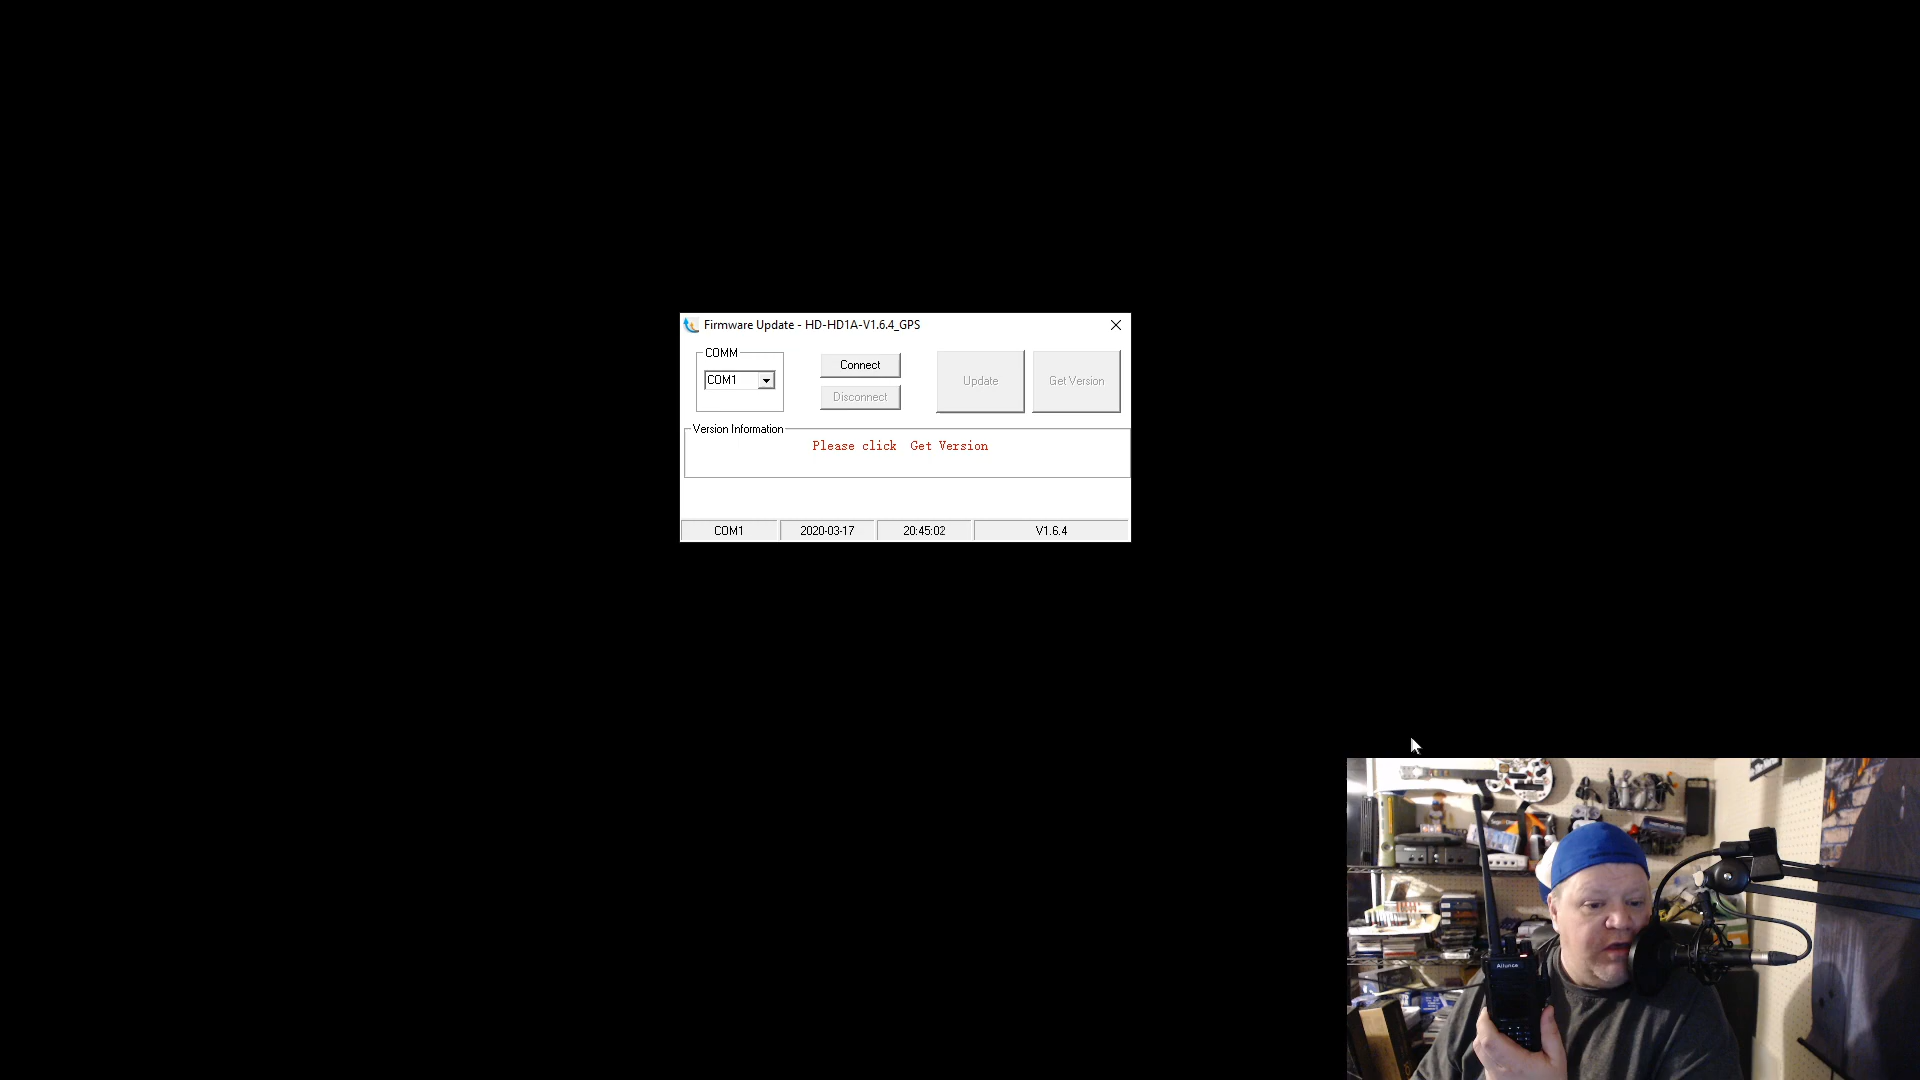 Firmware Update - HD-HD1A-V1.6.4_GPS
COMM
COM1
Connect
Disconnect
Update
Get Version
Version Information
Please click  Get Version
COM1
2020-03-17
20:45:02
V1.6.4
Ailunce